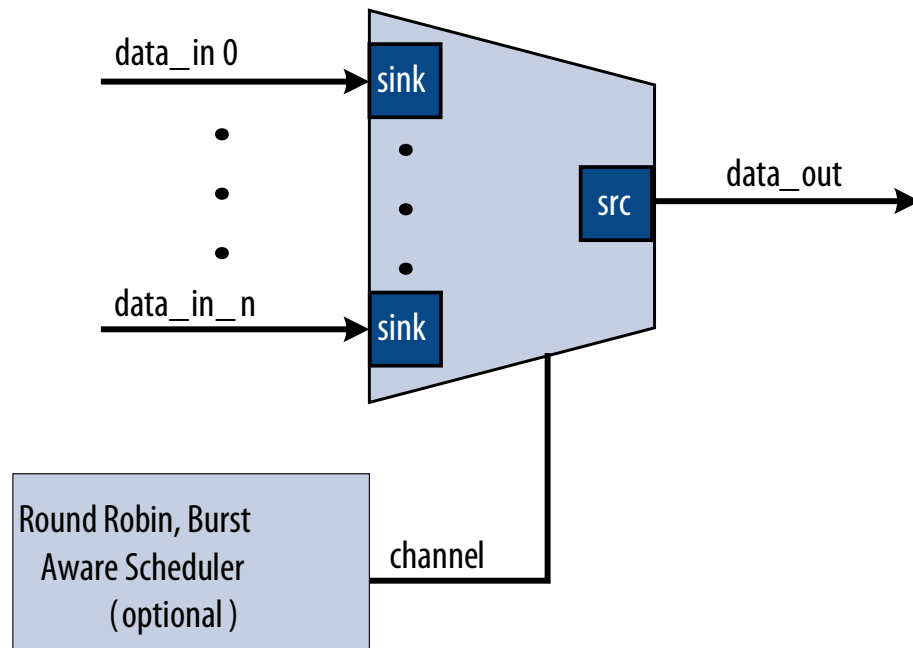 data_in 0
sink
src
data_out
data_in_n
sink
Round Robin, Burst
Aware Scheduler
( optional )
channel